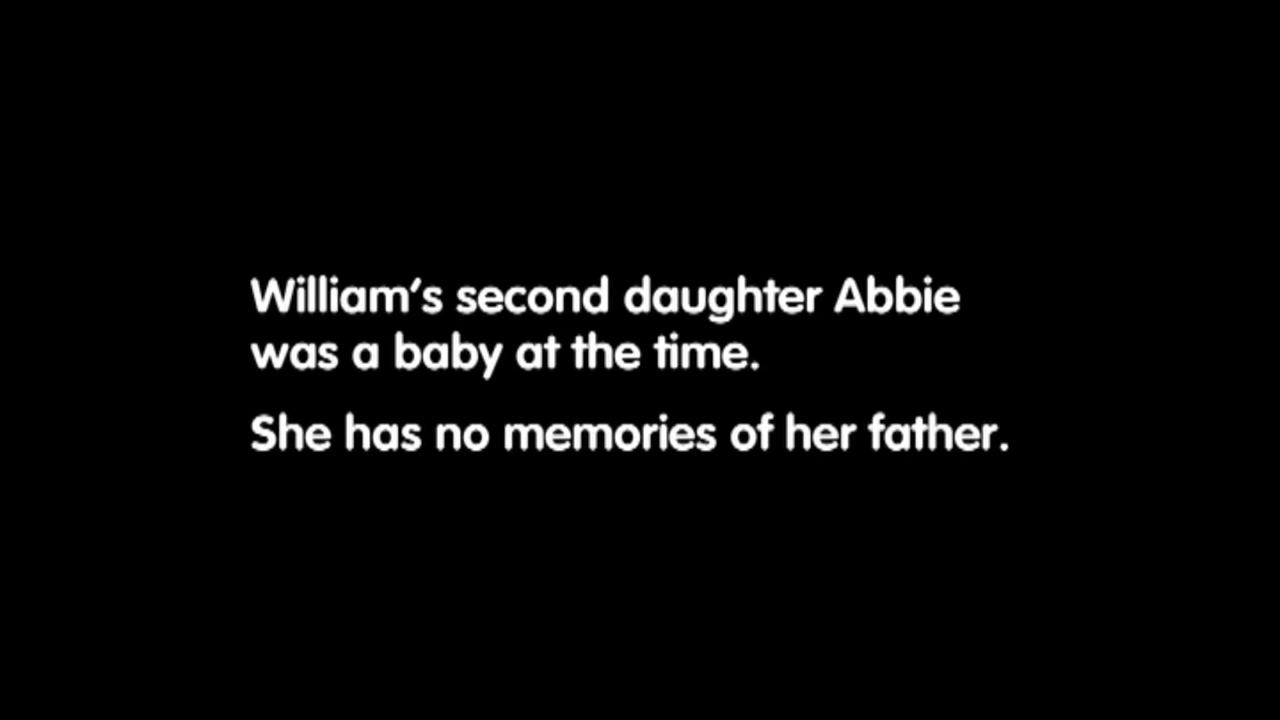 William's second daughter Abbie
was a baby at the time.
She has no memories of her father.